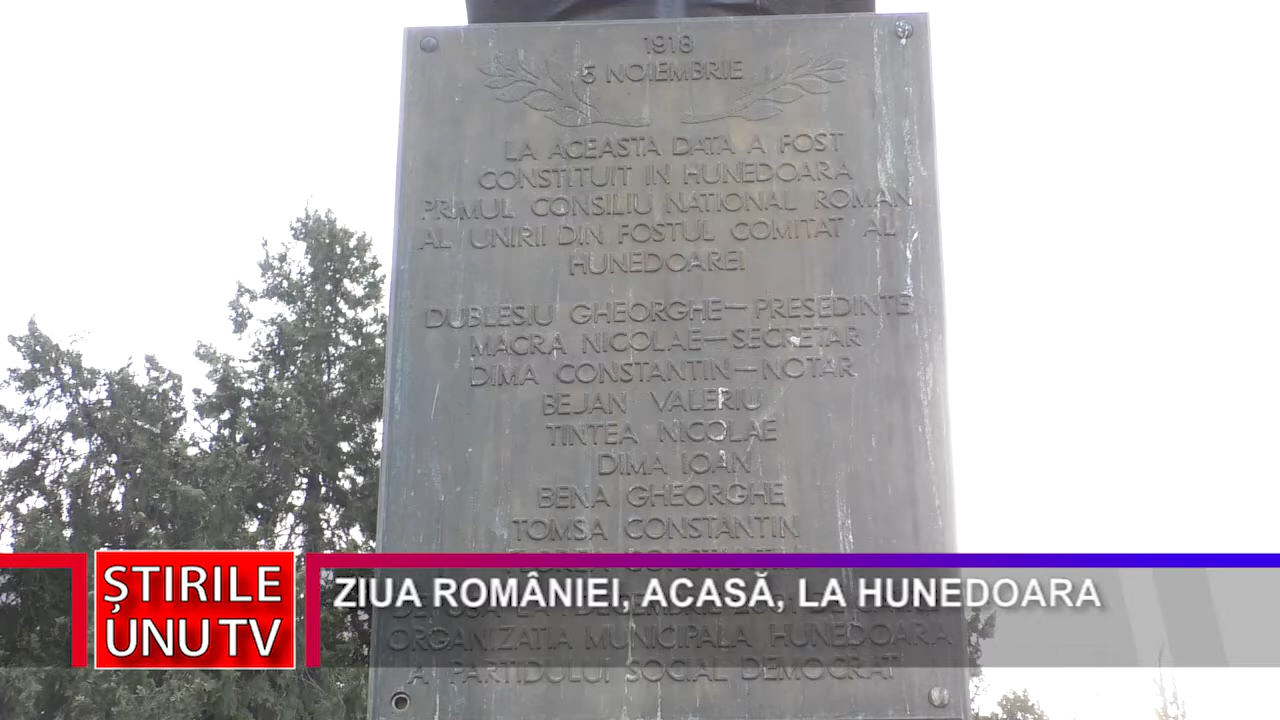 1918
5 NOIEMBRIE
LA ACEASTA DATA A FOST
CONSTITUIT IN HUNEDOARA
PRIMUL CONSILIU NATIONAL ROMAN
AL UNIRII DIN FOSTUL COMITAT AL
HUNEDOAREI
DUBLESIU GHEORGHE—PRESEDINTE
MACRA NICOLAE—SECRETAR
DIMA CONSTANTIN—NOTAR
BEJAN VALERIU
TINTEA NICOLAE
DIMA IOAN
BENA GHEORGHE
TOMSA CONSTANTIN
ORGANIZATIA MUNICIPALA HUNEDOARA
A PARTIDULUI SOCIAL DEMOCRAT
ȘTIRILE
UNU TV
ZIUA ROMÂNIEI, ACASĂ, LA HUNEDOARA